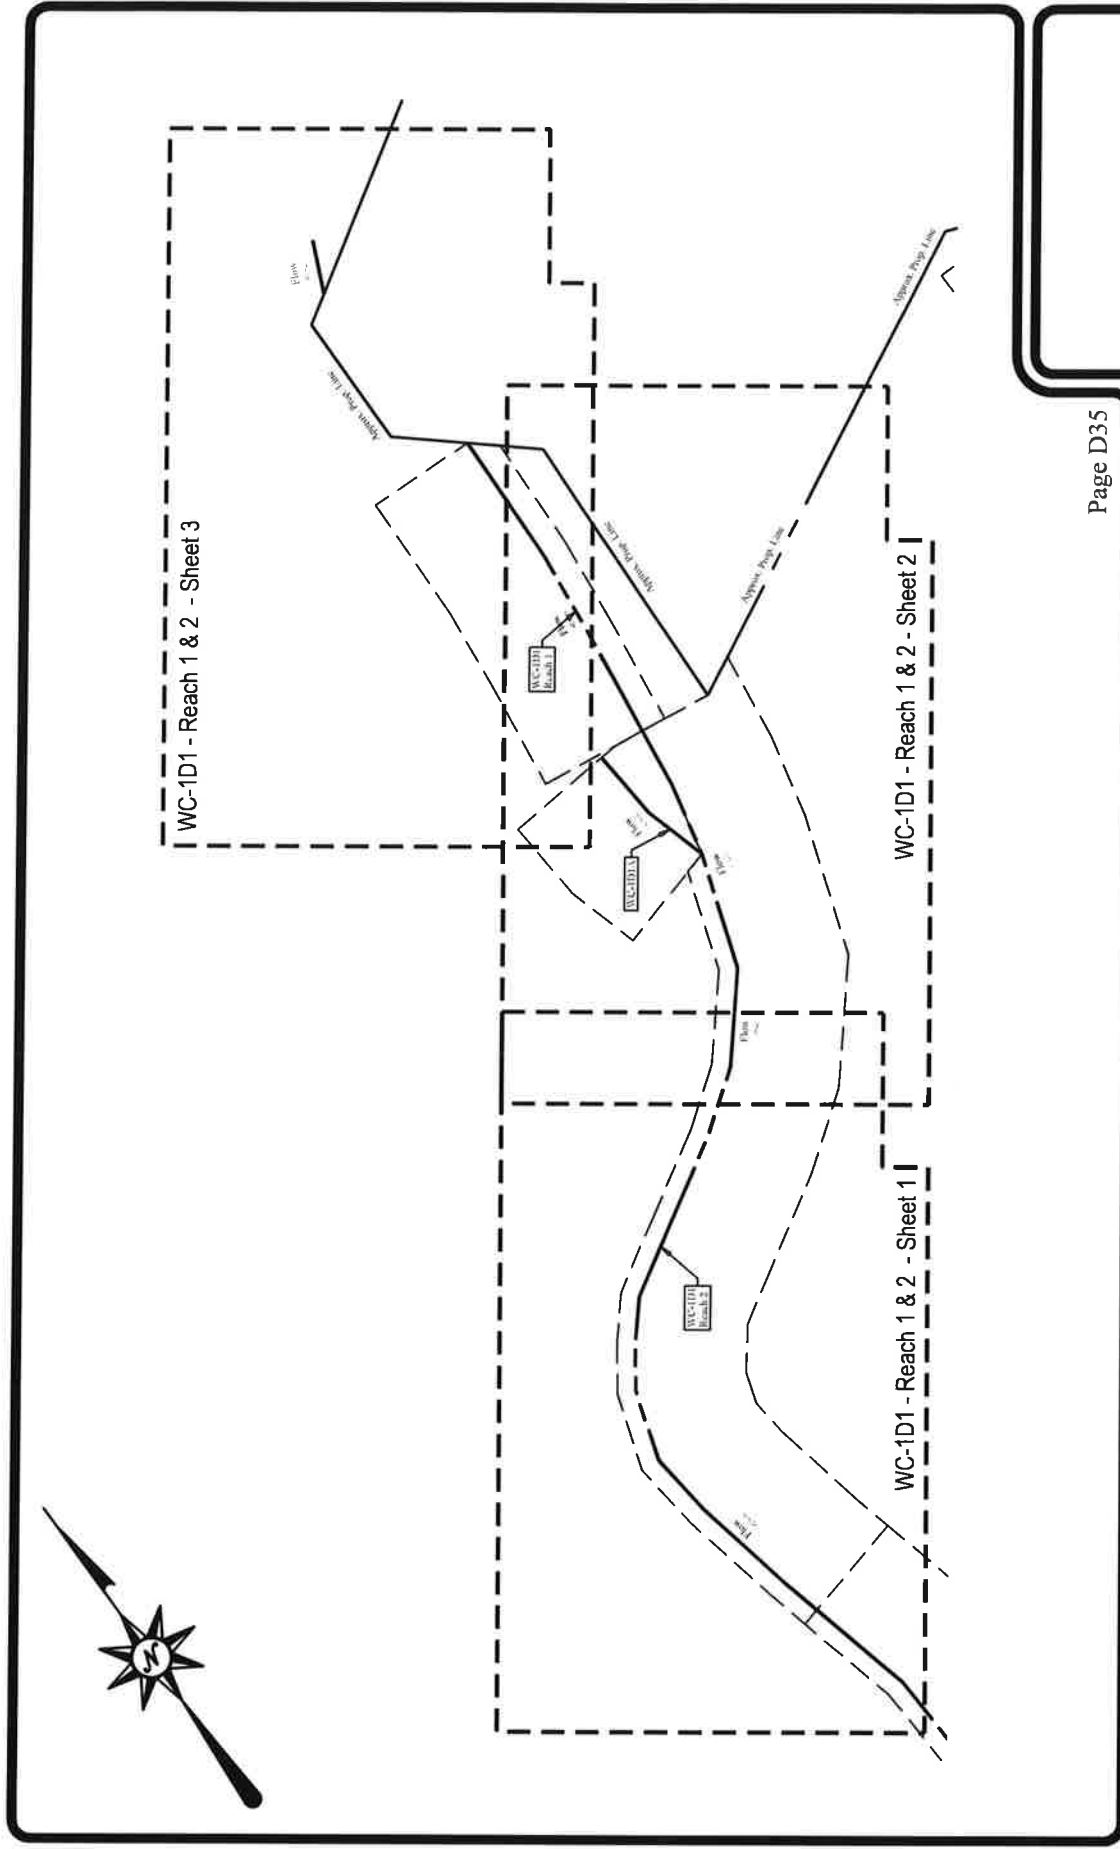 WC-1D1 - Reach 1 & 2 - Sheet 3
Flow
Approx. Prop. Line
Approx. Prop. Line
WC-1D1
Reach 1
Flow
Approx. Prop. Line
Approx. Prop. Line
WC-1D1A
Flow
Flow
WC-1D1 - Reach 1 & 2 - Sheet 2
Flow
WC-1D1
Reach 2
WC-1D1 - Reach 1 & 2 - Sheet 1
Flow
N
Page D35